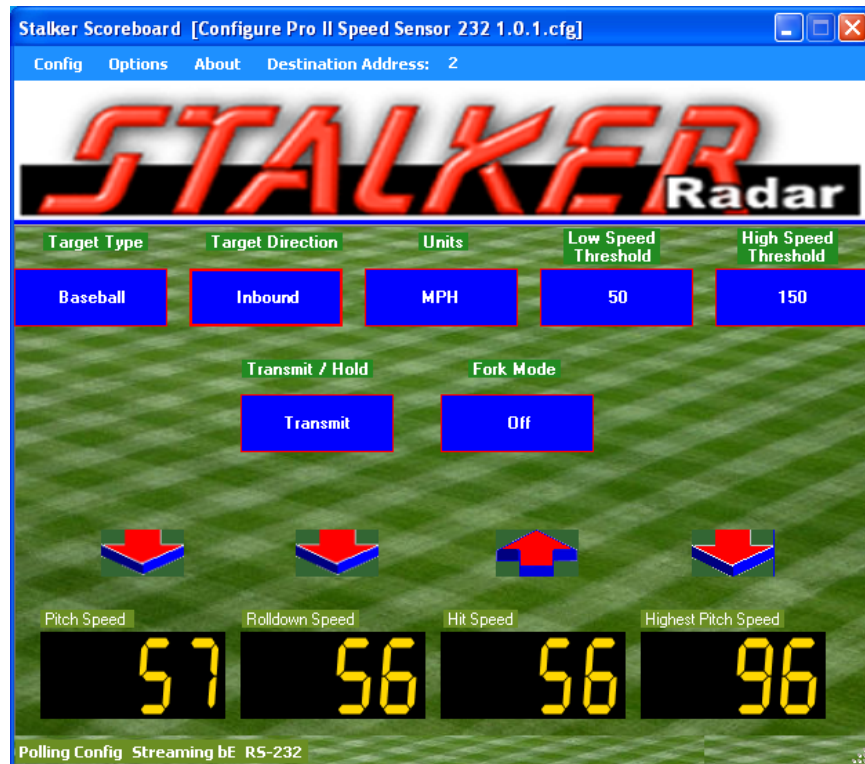 Stalker Scoreboard [Configure Pro II Speed Sensor 232 1.0.1.cfg]
Config Options About Destination Address: 2
STALKER
Radar
Target Type Target Direction Units Low Speed Threshold High Speed Threshold
Baseball Inbound MPH 50 150
Transmit / Hold Fork Mode
Transmit Off
Pitch Speed Rolldown Speed Hit Speed Highest Pitch Speed
57 56 56 96
Polling Config Streaming bE RS-232